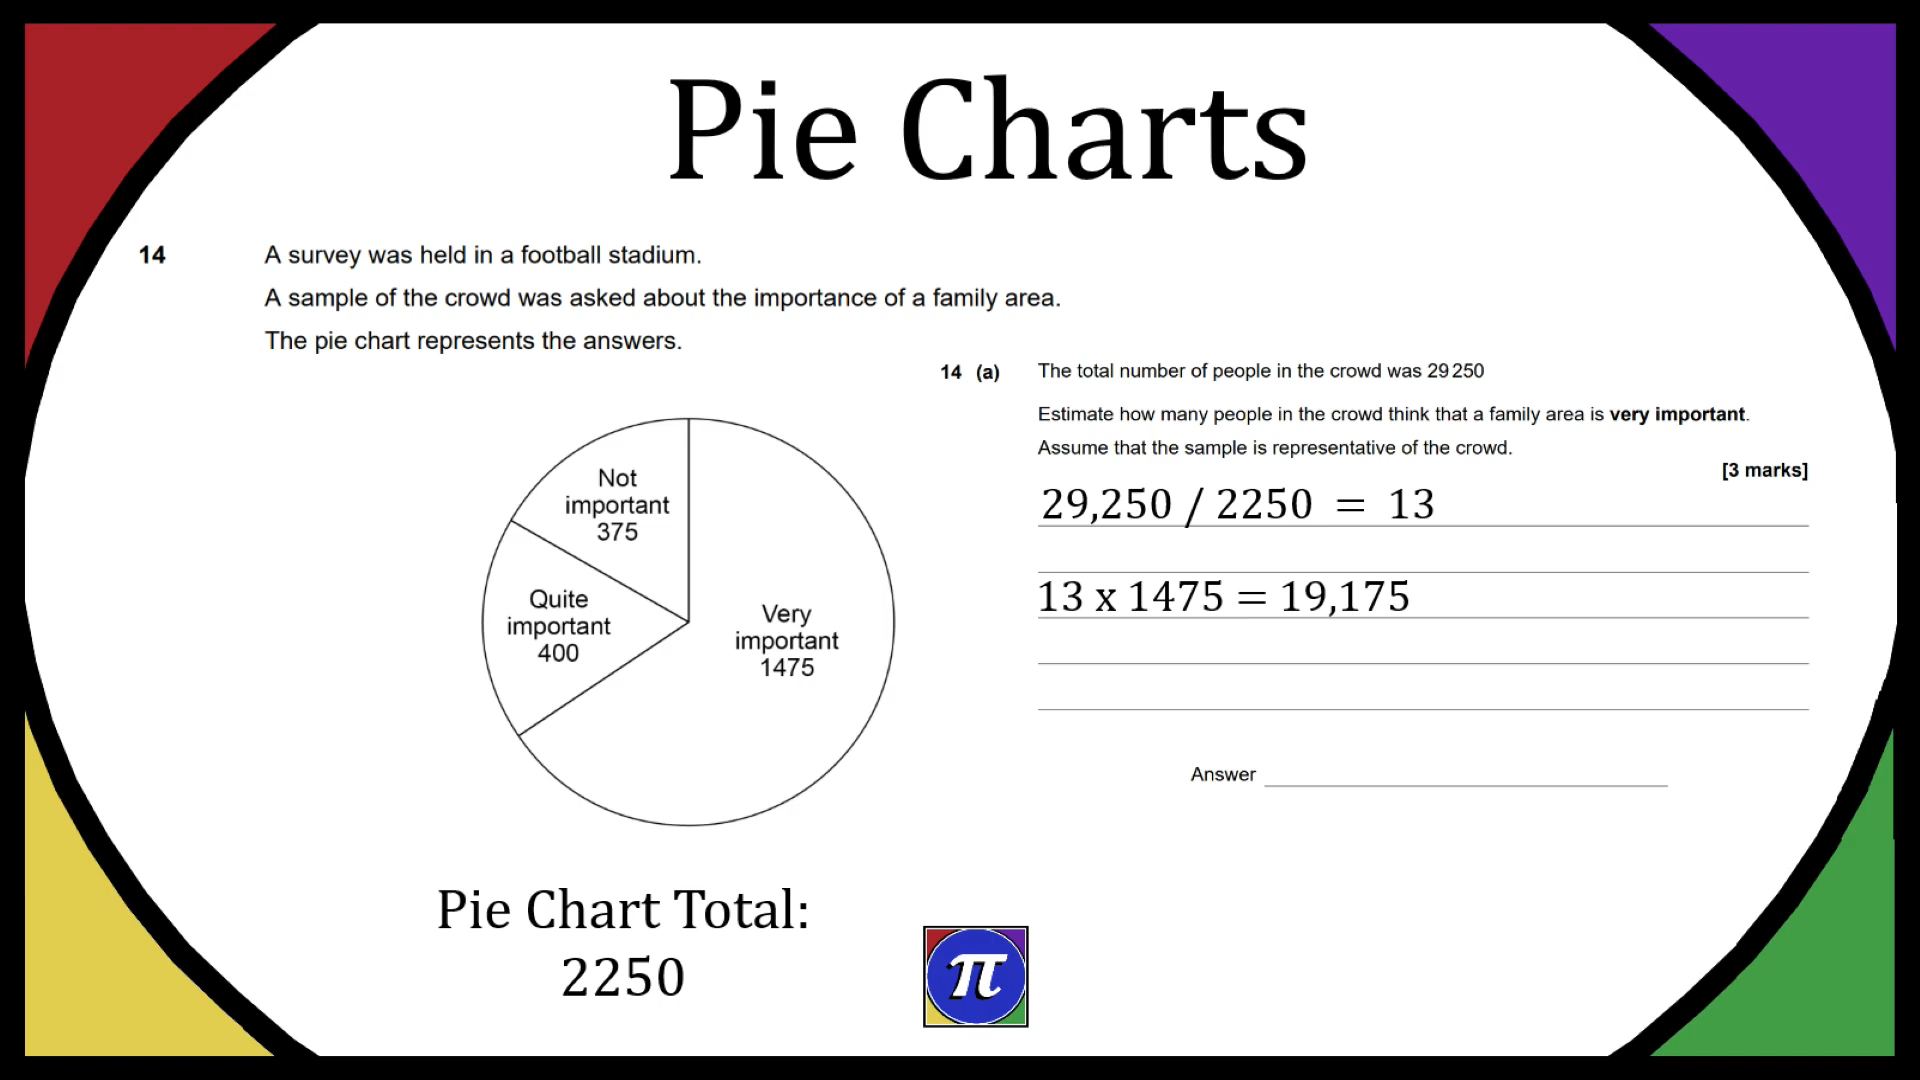 Pie Charts
14 A survey was held in a football stadium.
A sample of the crowd was asked about the importance of a family area.
The pie chart represents the answers.
Not
important
375
Quite
important
400
Very
important
1475
Pie Chart Total:
2250
14 (a) The total number of people in the crowd was 29 250
Estimate how many people in the crowd think that a family area is very important.
Assume that the sample is representative of the crowd.
[3 marks]
29,250 / 2250 = 13
13 x 1475 = 19,175
Answer
π